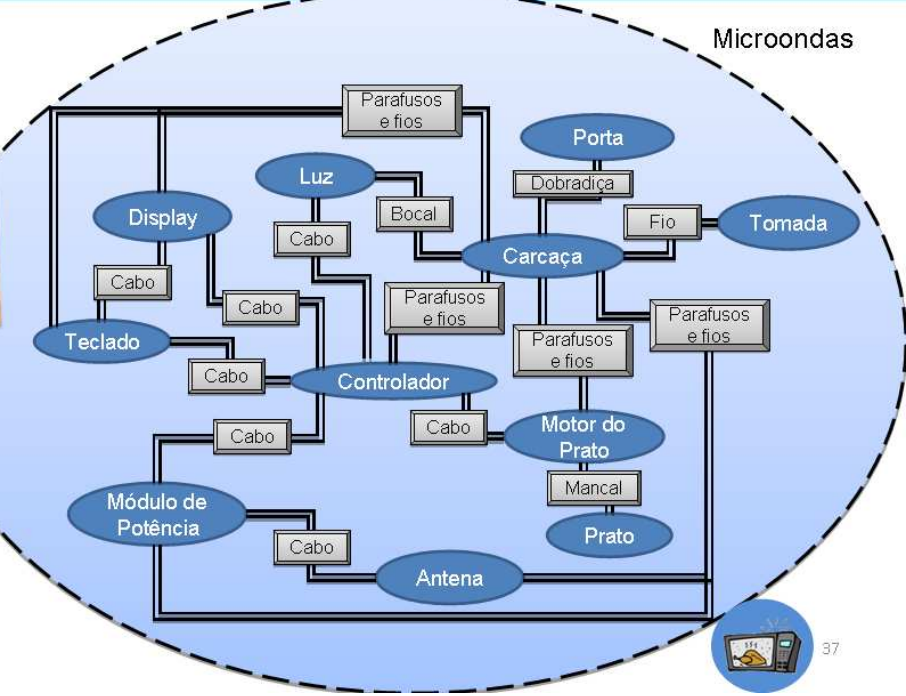 Microondas
Parafusos
e fios
Porta
Luz
Dobradiça
Display
Bocal
Fio
Tomada
Cabo
Carcaça
Cabo
Cabo
Parafusos
e fios
Parafusos
e fios
Teclado
Parafusos
e fios
Cabo
Controlador
Cabo
Cabo
Motor do
Prato
Mancal
Módulo de
Potência
Prato
Cabo
Antena
37